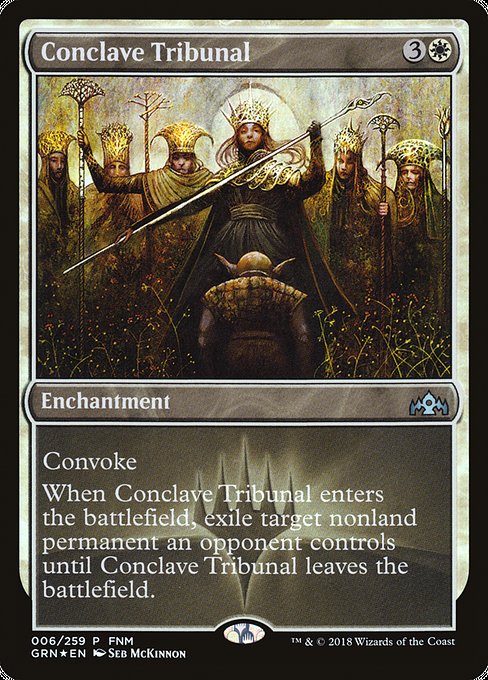 Conclave Tribunal 3
Enchantment
Convoke
When Conclave Tribunal enters
the battlefield, exile target nonland
permanent an opponent controls
until Conclave Tribunal leaves the
battlefield.
006/259 P FNM
GRN★EN Seb McKinnon
™ & © 2018 Wizards of the Coast